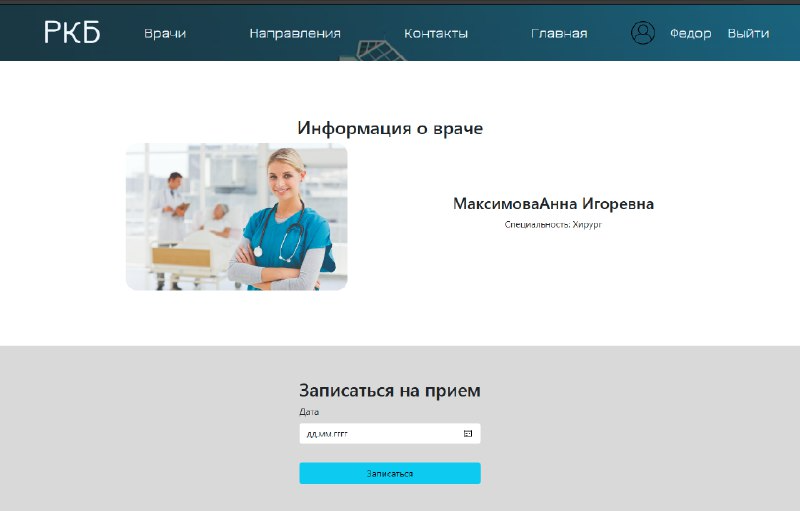 РКБ Врачи Направления Контакты Главная Федор Выйти
Информация о враче
МаксимоваАнна Игоревна
Специальность: Хирург
Записаться на прием
Дата
дд.мм.гггг
Записаться